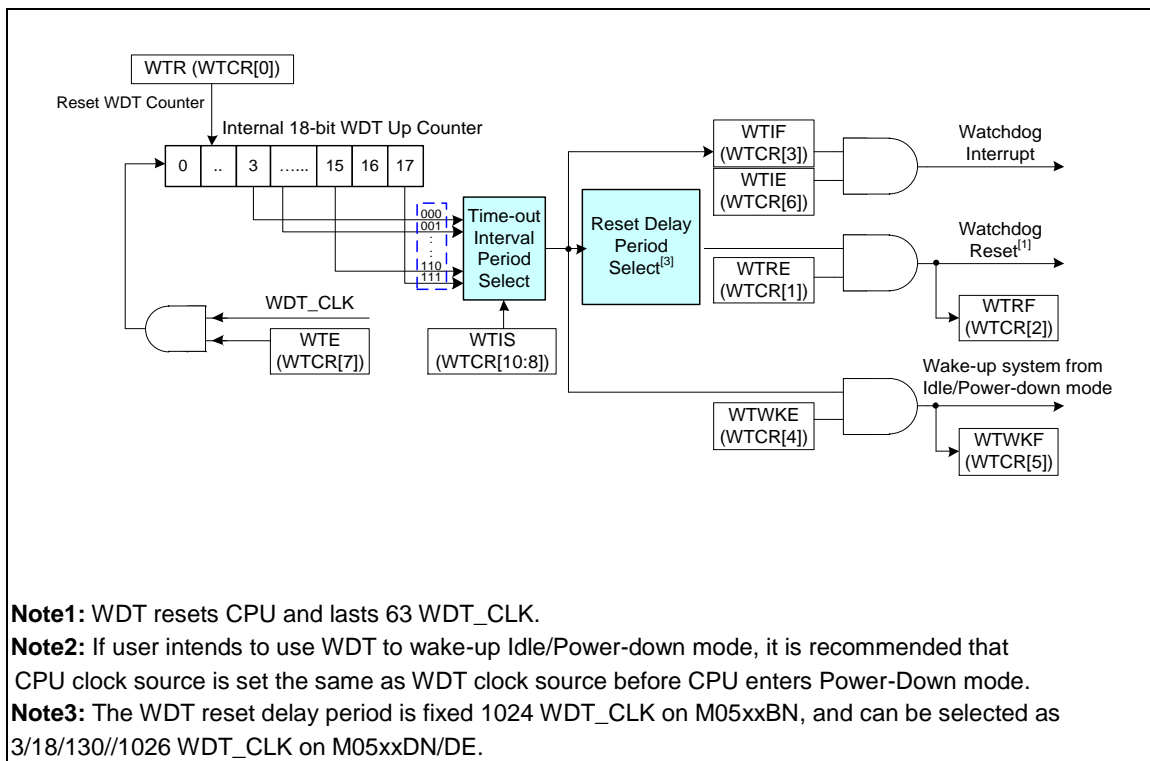 WTR (WTCR[0])
Reset WDT Counter
Internal 18-bit WDT Up Counter
0 .. 3 ...... 15 16 17
000
001
:
:
110
111
Time-out
Interval
Period
Select
WTIS
(WTCR[10:8])
WDT_CLK
WTE
(WTCR[7])
Reset Delay
Period
Select[3]
WTIF
(WTCR[3])
WTIE
(WTCR[6])
Watchdog
Interrupt
WTRE
(WTCR[1])
Watchdog
Reset[1]
WTRF
(WTCR[2])
WTWKE
(WTCR[4])
Wake-up system from
Idle/Power-down mode
WTWKF
(WTCR[5])
Note1: WDT resets CPU and lasts 63 WDT_CLK.
Note2: If user intends to use WDT to wake-up Idle/Power-down mode, it is recommended that
CPU clock source is set the same as WDT clock source before CPU enters Power-Down mode.
Note3: The WDT reset delay period is fixed 1024 WDT_CLK on M05xxBN, and can be selected as
3/18/130//1026 WDT_CLK on M05xxDN/DE.